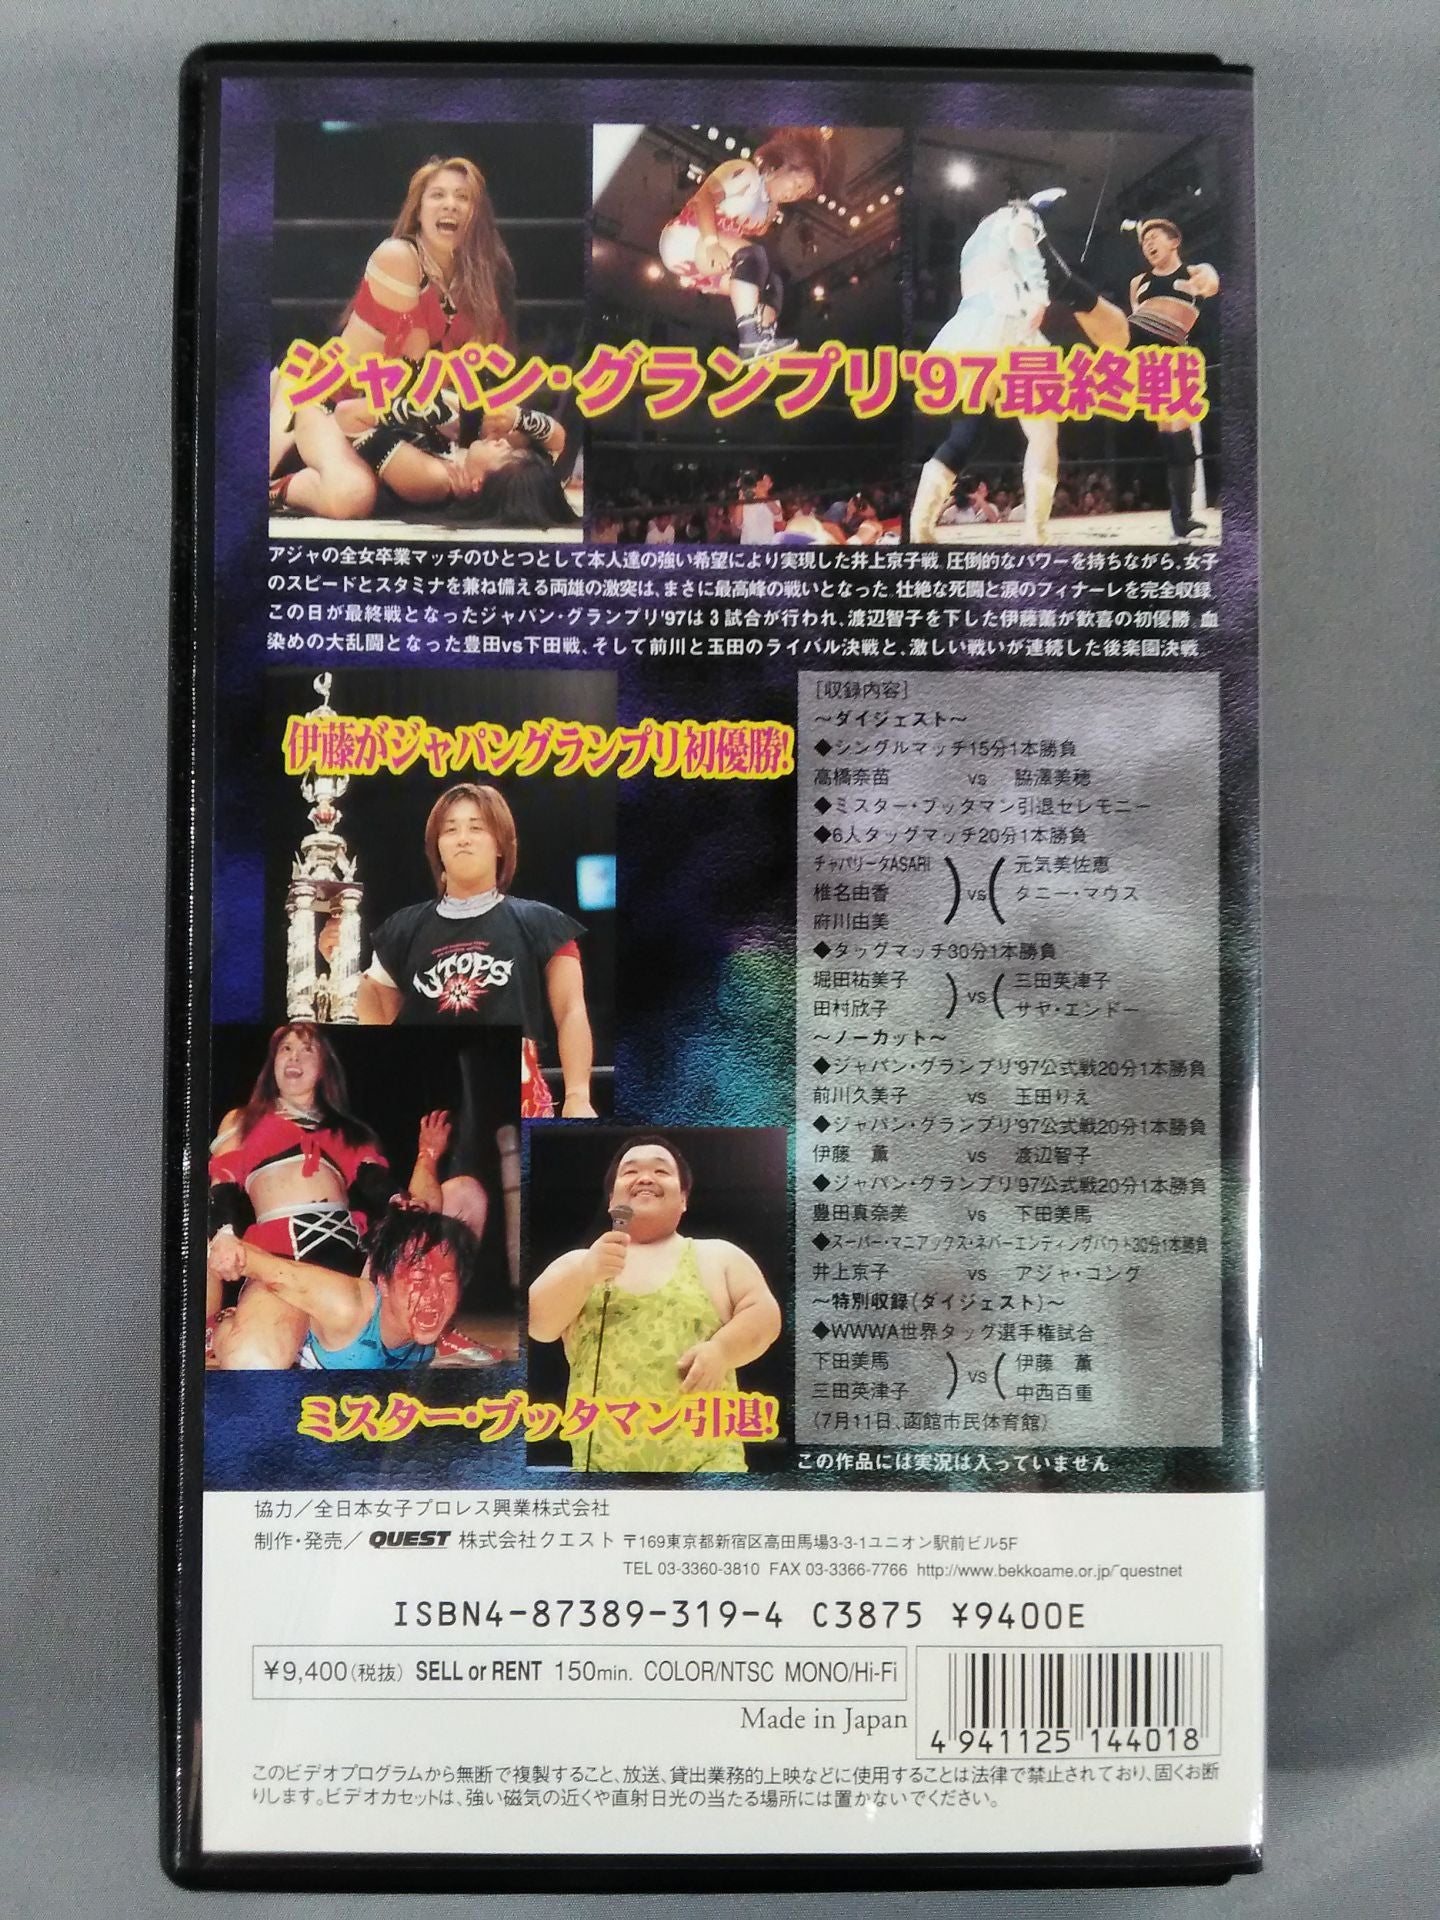 ジャパン・グランプリ'97最終戦
アジャの全女卒業マッチのひとつとして本人達の強い希望により実現した井上京子戦。圧倒的なパワーを持ちながら、女子
のスピードとスタミナを兼ね備える両雄の激突は、まさに最高峰の戦いとなった。壮絶な死闘と涙のフィナーレを完全収録。
この日が最終戦となったジャパン・グランプリ'97は3試合が行われ、渡辺智子を下した伊藤薫が歓喜の初優勝。血
染めの大乱闘となった豊田vs下田戦、そして前川と玉田のライバル決戦と、激しい戦いが連続した後楽園決戦。
伊藤がジャパングランプリ初優勝!
UTOPS
ミスター・ブッタマン引退!
[収録内容]
～ダイジェスト～
◆シングルマッチ15分1本勝負
高橋奈苗 vs 脇澤美穂
◆ミスター・ブッタマン引退セレモニー
◆6人タッグマッチ20分1本勝負
チャパリータASARI 元気美佐恵
椎名由香 vs タニー・マウス
府川由美
◆タッグマッチ30分1本勝負
堀田祐美子 三田英津子
田村欣子 vs サヤ・エンドー
～ノーカット～
◆ジャパン・グランプリ'97公式戦20分1本勝負
前川久美子 vs 玉田りえ
◆ジャパン・グランプリ'97公式戦20分1本勝負
伊藤 薫 vs 渡辺智子
◆ジャパン・グランプリ'97公式戦20分1本勝負
豊田真奈美 vs 下田美馬
◆スーパー・マニアックス・ネバーエンディングバウト30分1本勝負
井上京子 vs アジャ・コング
～特別収録(ダイジェスト)～
◆WWWA世界タッグ選手権試合
下田美馬 伊藤 薫
三田英津子 vs 中西百重
(7月11日、函館市民体育館)
この作品には実況は入っていません
協力／全日本女子プロレス興業株式会社
制作・発売／QUEST 株式会社クエスト 〒169東京都新宿区高田馬場3-3-1ユニオン駅前ビル5F
TEL 03-3360-3810 FAX 03-3366-7766 http://www.bekkoame.or.jp/~questnet
ISBN4-87389-319-4 C3875 ¥9400E
¥9,400(税抜) SELL or RENT 150min. COLOR/NTSC MONO/Hi-Fi
Made in Japan
4 941125 144018
このビデオプログラムから無断で複製すること、放送、貸出業務的上映などに使用することは法律で禁止されており、固くお断
りします。ビデオカセットは、強い磁気の近くや直射日光の当たる場所には置かないでください。